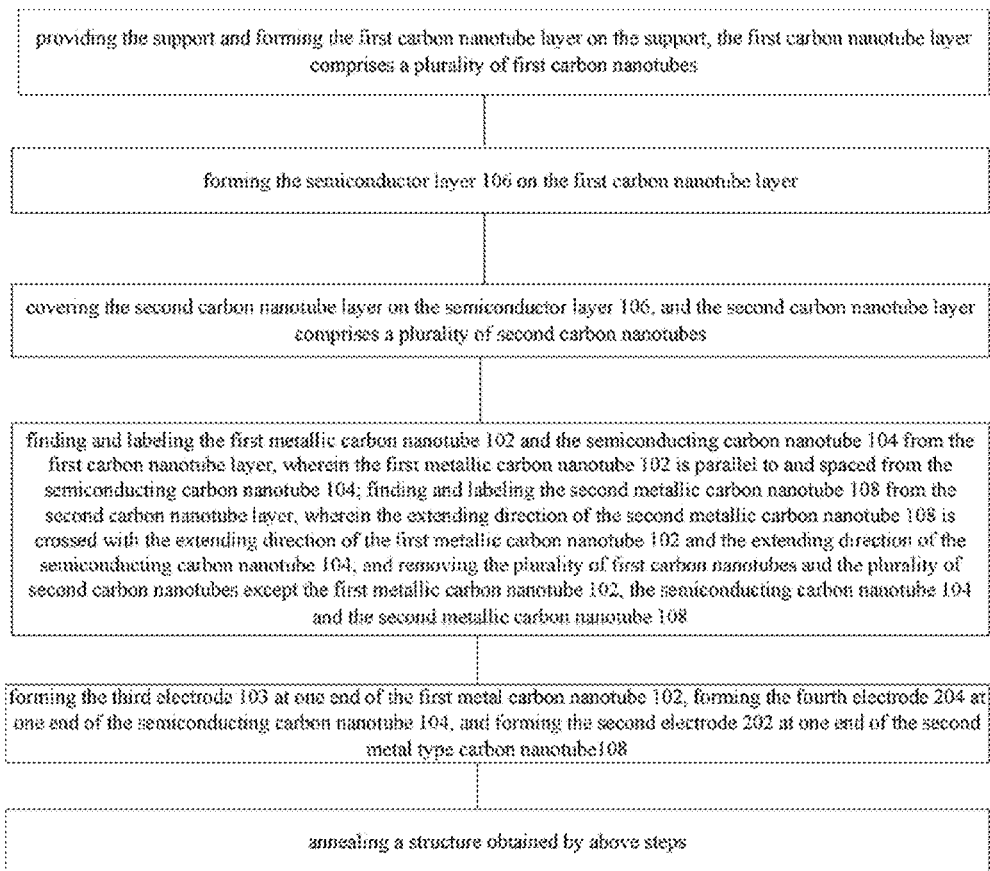 providing the support and forming the first carbon nanotube layer on the support, the first carbon nanotube layer
comprises a plurality of first carbon nanotubes
forming the semiconductor layer 106 on the first carbon nanotube layer
covering the second carbon nanotube layer on the semiconductor layer 106, and the second carbon nanotube layer
comprises a plurality of second carbon nanotubes
finding and labeling the first metallic carbon nanotube 102 and the semiconducting carbon nanotube 104 from the
first carbon nanotube layer, wherein the first metallic carbon nanotube 102 is parallel to and spaced from the
semiconducting carbon nanotube 104; finding and labeling the second metallic carbon nanotube 108 from the
second carbon nanotube layer, wherein the extending direction of the second metallic carbon nanotube 108 is
crossed with the extending direction of the first metallic carbon nanotube 102 and the extending direction of the
semiconducting carbon nanotube 104, and removing the plurality of first carbon nanotubes and the plurality of
second carbon nanotubes except the first metallic carbon nanotube 102, the semiconducting carbon nanotube 104
and the second metallic carbon nanotube 108
forming the third electrode 103 at one end of the first metal carbon nanotube 102, forming the fourth electrode 204 at
one end of the semiconducting carbon nanotube 104, and forming the second electrode 202 at one end of the second
metal type carbon nanotube108
annealing a structure obtained by above steps